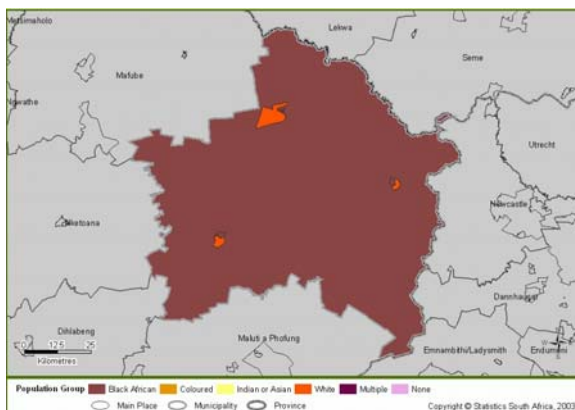 Metsimaholo
Lekwa
Mafube
Seme
Ngwathe
Utrecht
Newcastle
Nketoana
Dannhauser
Dihlabeng
Maluti a Phofung
Emnambithi/Ladysmith
Endumeni
0 12.5 25
Kilometres
Population Group Black African Coloured Indian or Asian White Multiple None
Main Place Municipality Province Copyright © Statistics South Africa, 2003